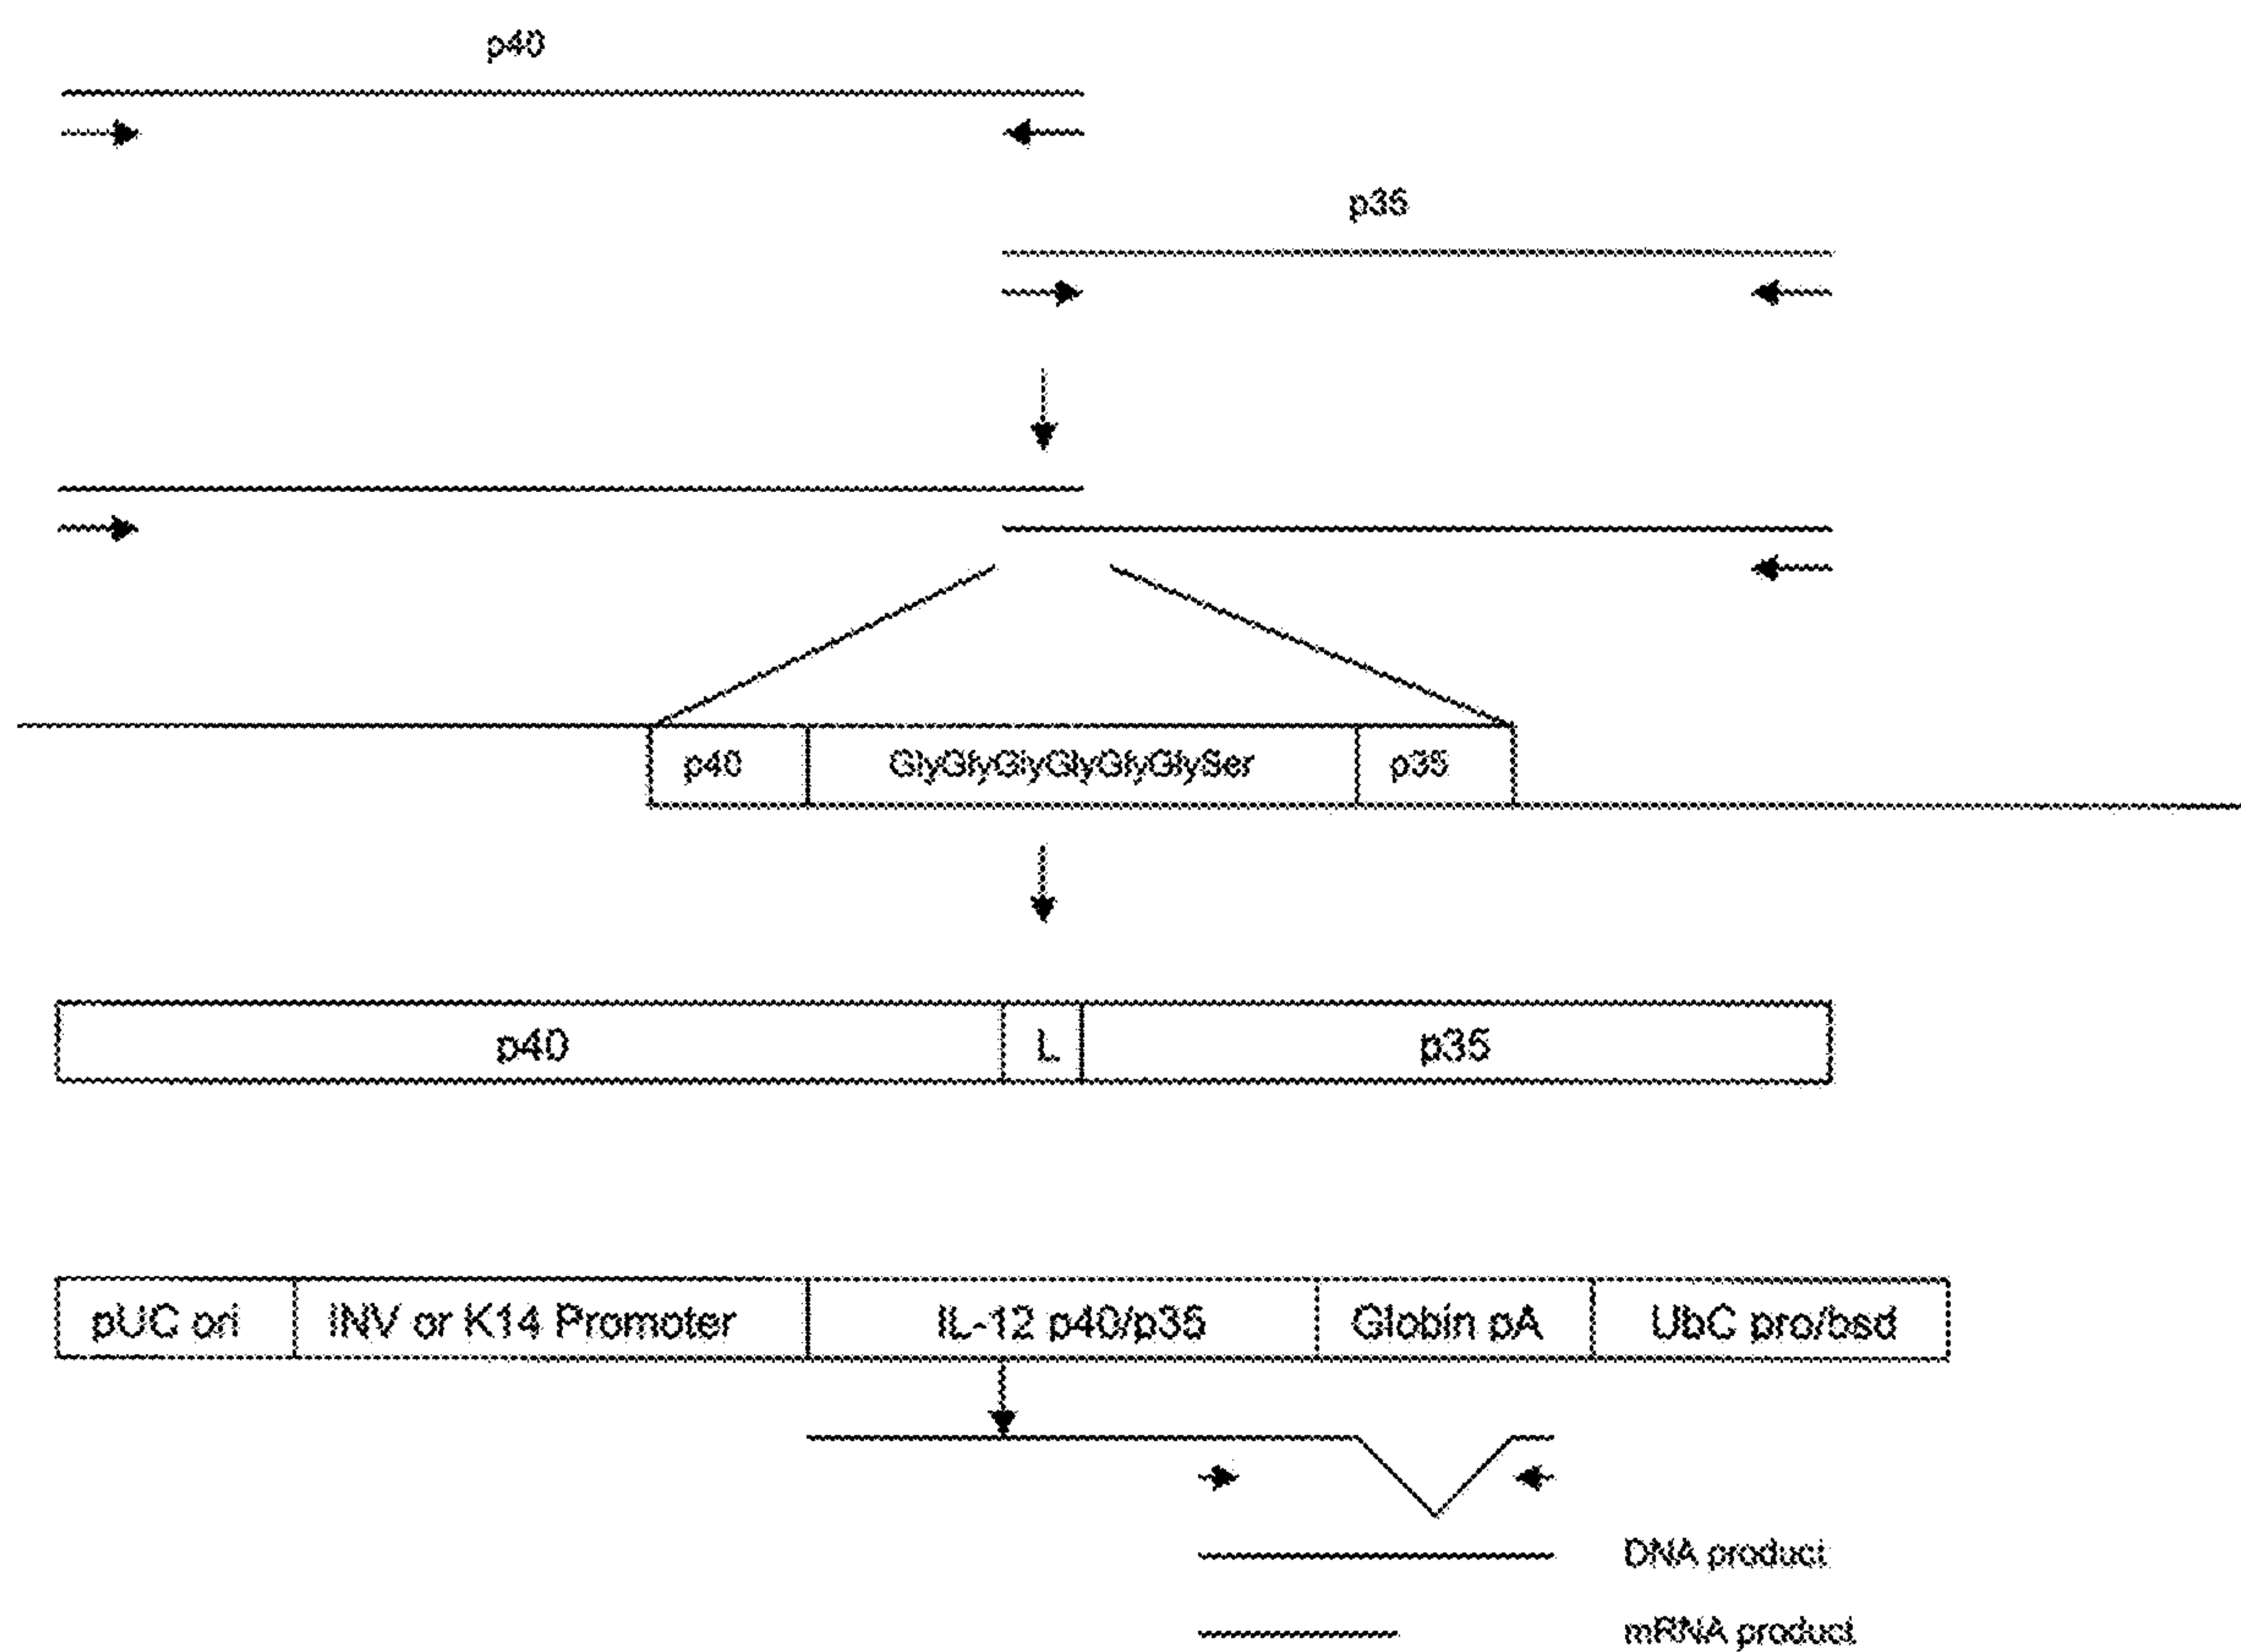 p40
p35
p40 GlyGlyGlyGlyGlyGlySer p35
p40 L p35
pUC ori INV or K14 Promoter IL-12 p40/p35 Globin pA UbC pro/bsd
DNA product
mRNA product